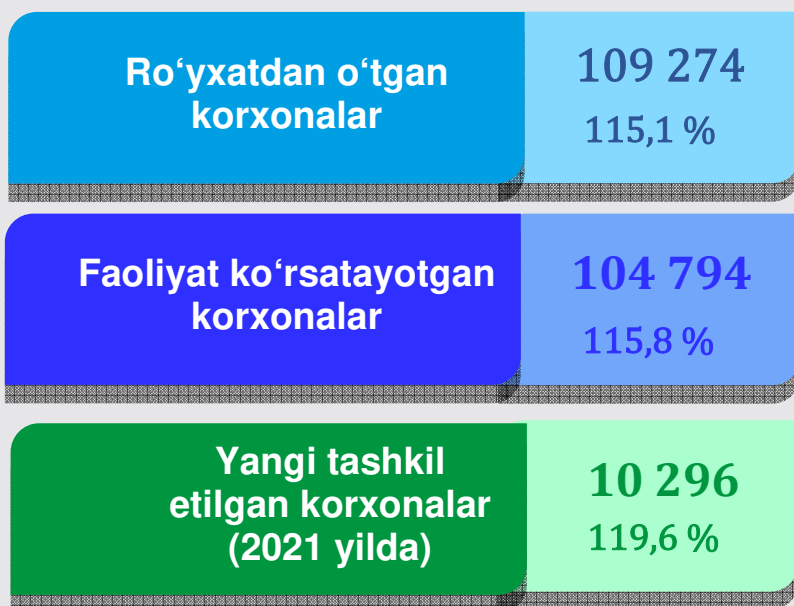 Ro‘yxatdan o‘tgan
korxonalar
109 274
115,1 %
Faoliyat ko‘rsatayotgan
korxonalar
104 794
115,8 %
Yangi tashkil
etilgan korxonalar
(2021 yilda)
10 296
119,6 %